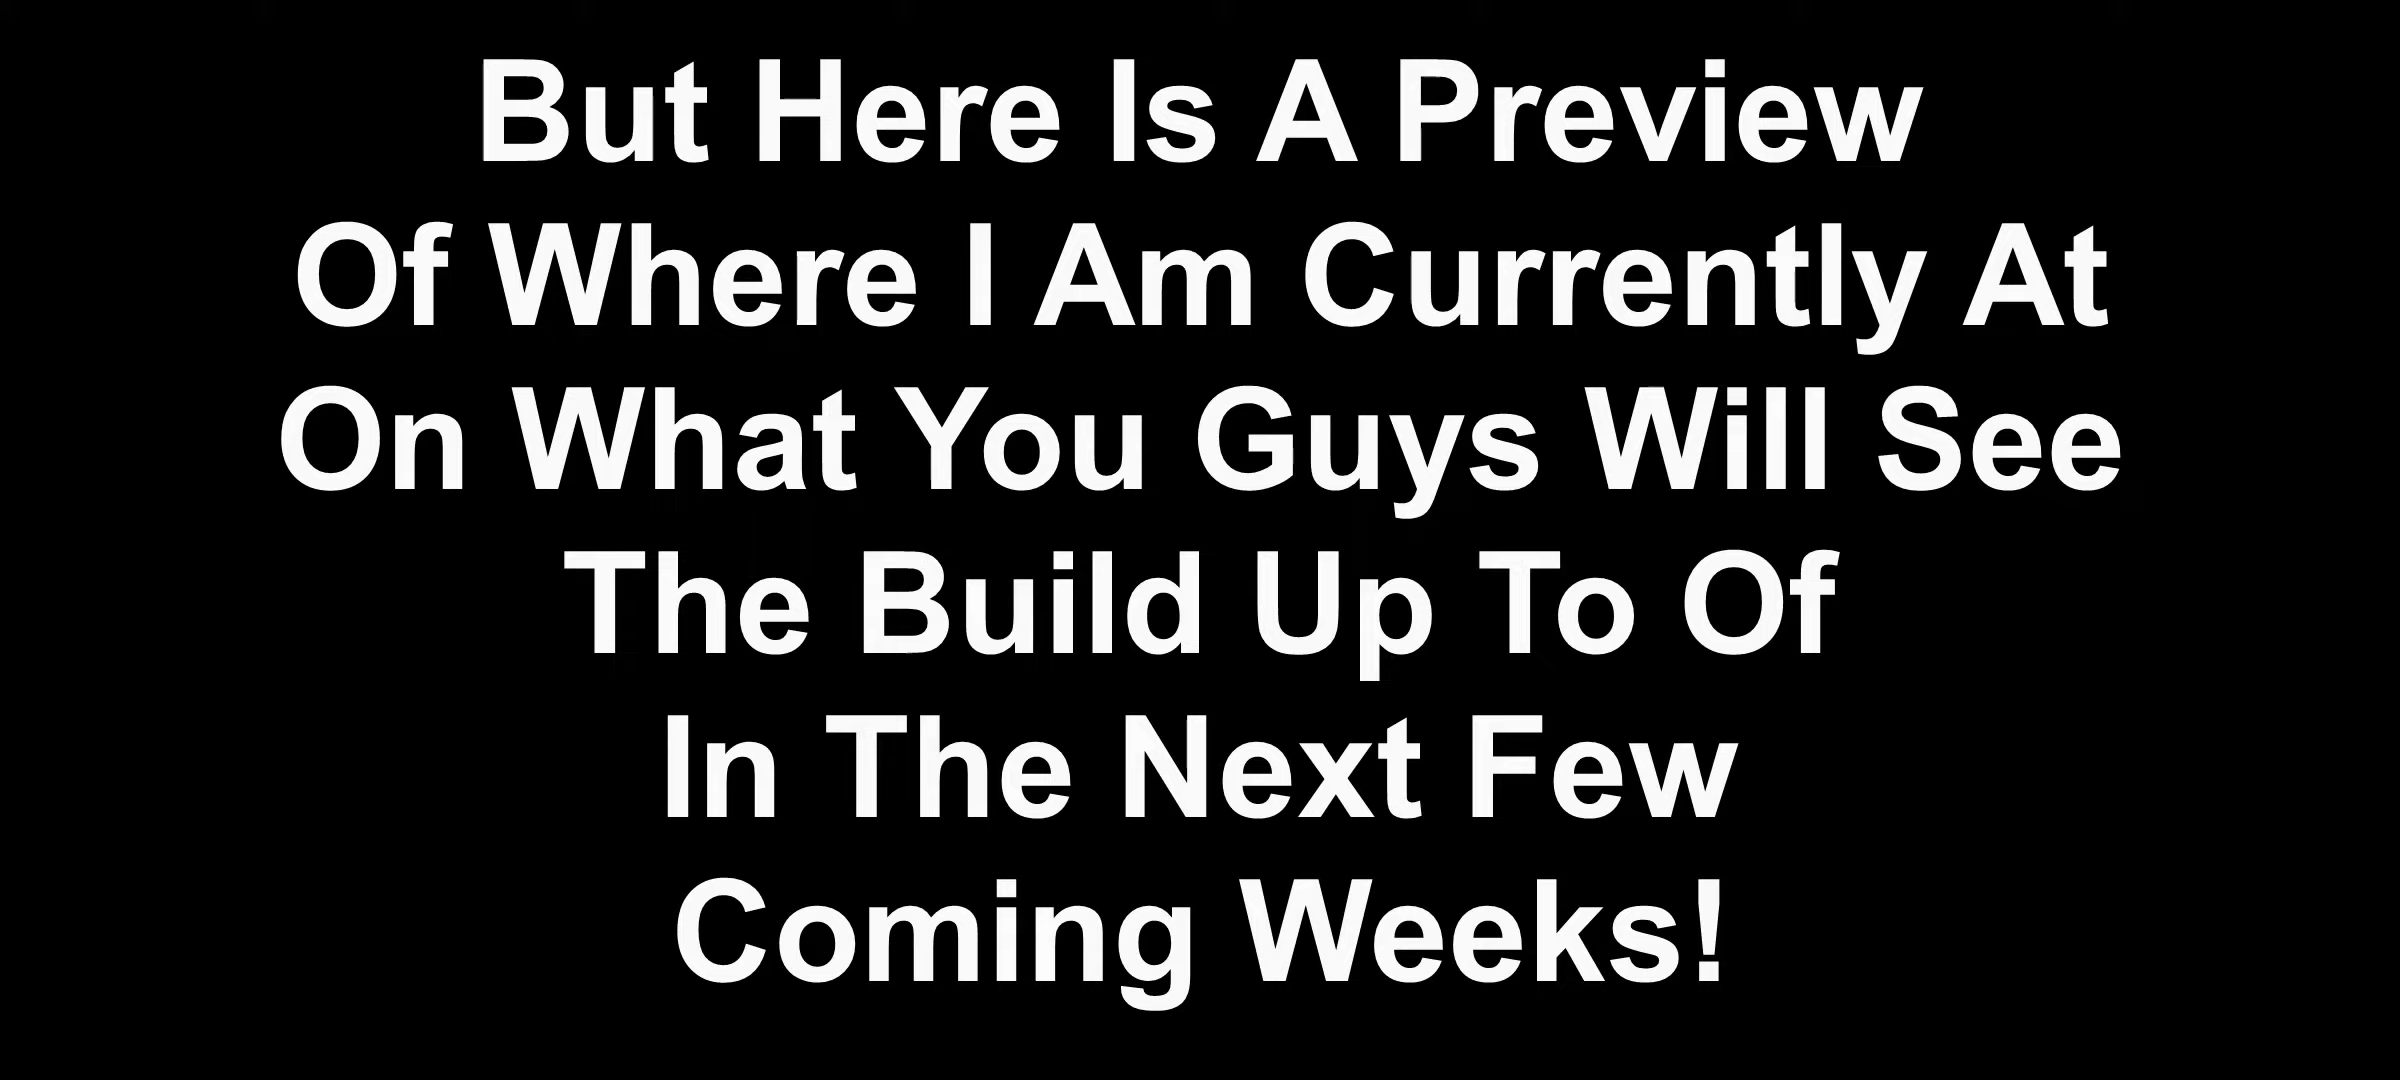 But Here Is A Preview
Of Where I Am Currently At
On What You Guys Will See
The Build Up To Of
In The Next Few
Coming Weeks!